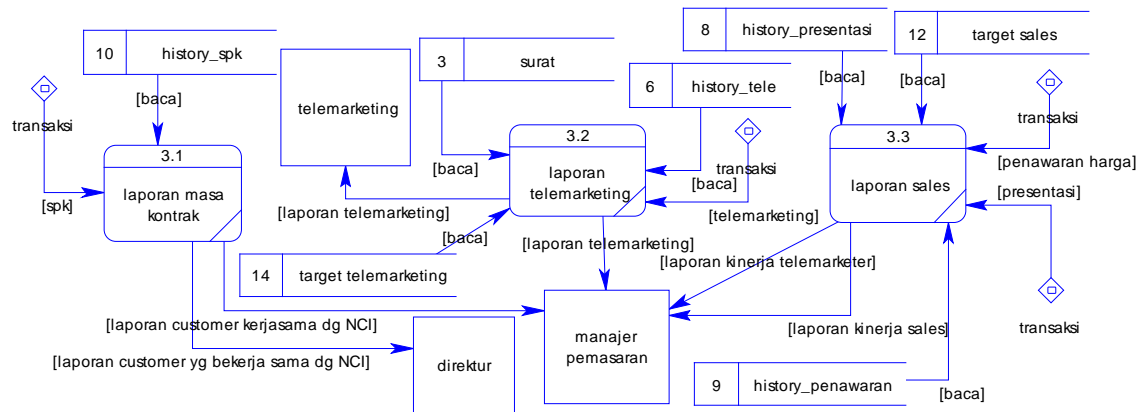 10 history_spk
8 history_presentasi
12 target sales
3 surat
6 history_tele
[baca]
[baca]
[baca]
transaksi
telemarketing
3.1
laporan masa
kontrak
[spk]
3.2
laporan
telemarketing
[baca]
[baca]
transaksi
3.3
laporan sales
transaksi
[penawaran harga]
[presentasi]
[laporan telemarketing]
[telemarketing]
[baca]
[laporan telemarketing]
[laporan kinerja telemarketer]
14 target telemarketing
transaksi
[laporan customer kerjasama dg NCI]
[laporan kinerja sales]
manajer
pemasaran
[laporan customer yg bekerja sama dg NCI]
direktur
9 history_penawaran
[baca]